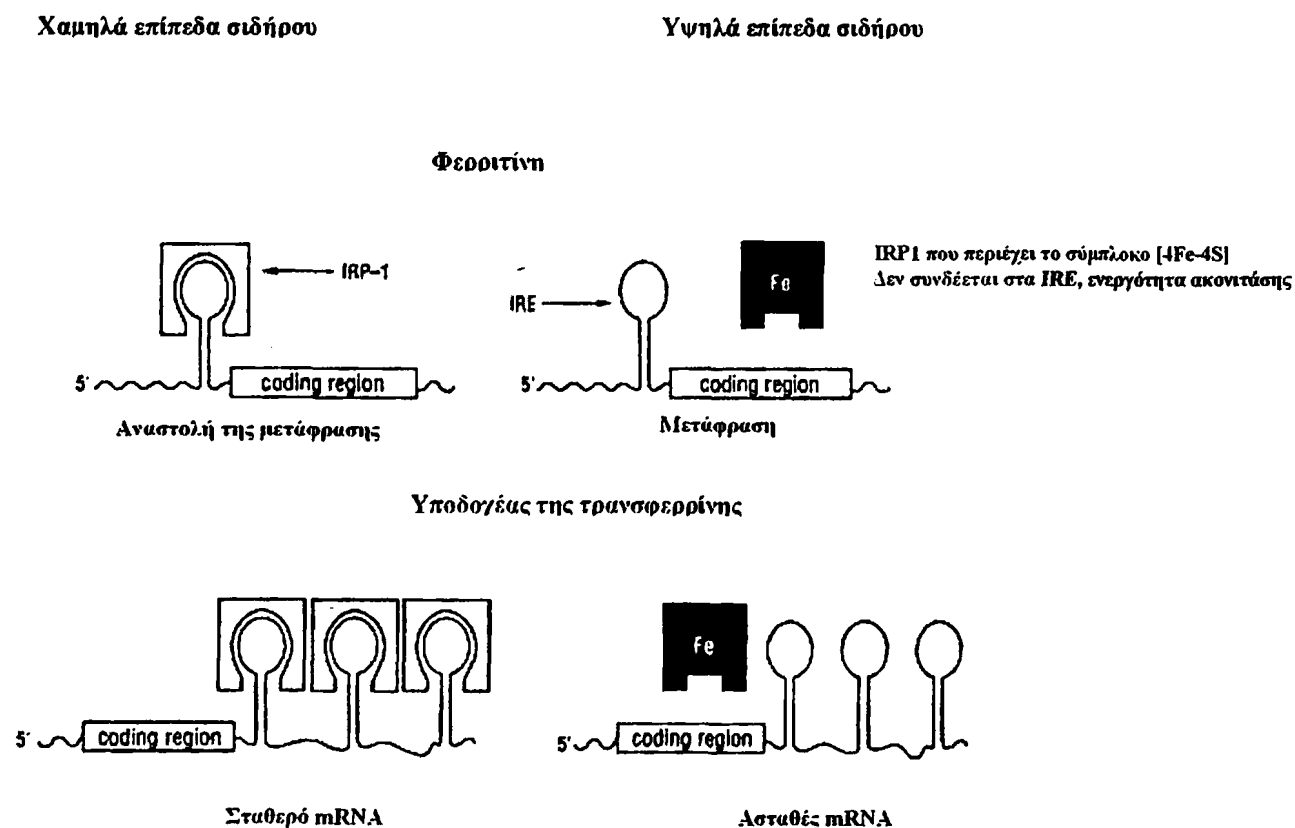 Χαμηλά επίπεδα σιδήρου
Υψηλά επίπεδα σιδήρου
Φερριτίνη
IRP-1
IRE
Fe
IRP1 που περιέχει το σύμπλοκο [4Fe-4S]
Δεν συνδέεται στα IRE, ενεργότητα ακονιτάσης
5' coding region
5' coding region
Αναστολή της μετάφρασης
Μετάφραση
Υποδοχέας της τρανσφερρίνης
Fe
5' coding region
5' coding region
Σταθερό mRNA
Ασταθές mRNA